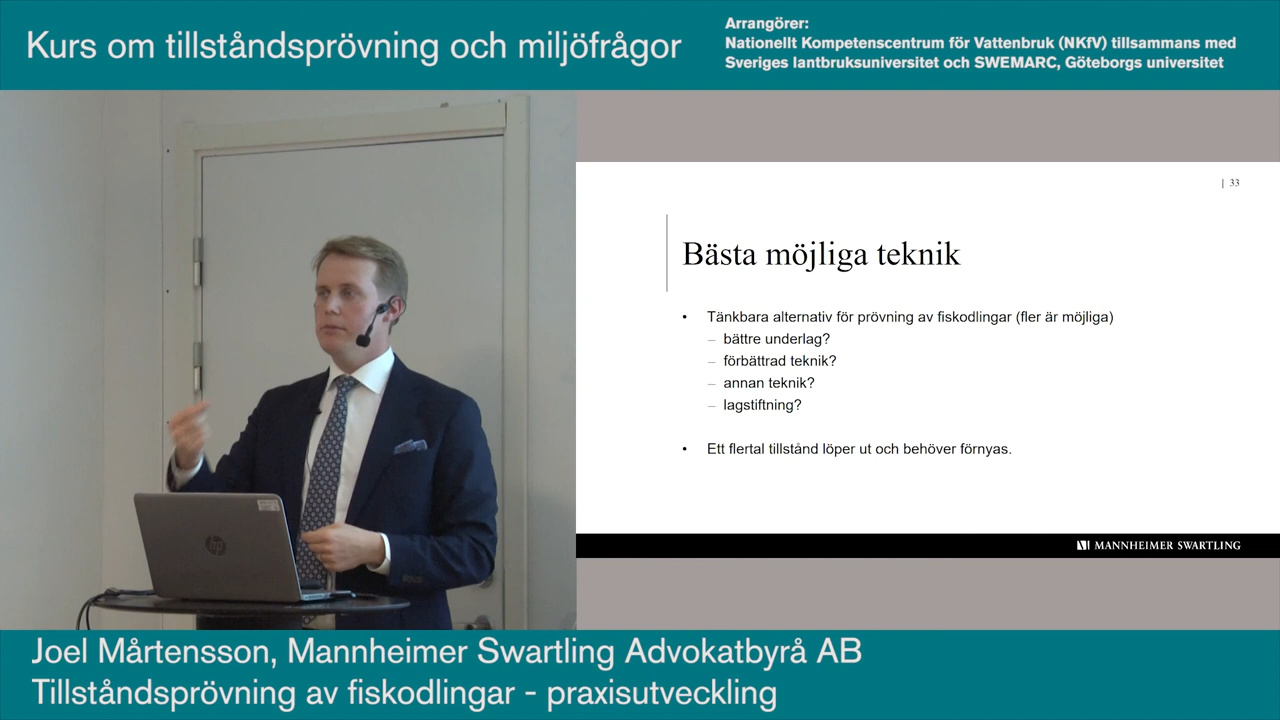 Kurs om tillståndsprövning och miljöfrågor
Arrangörer:
Nationellt Kompetenscentrum för Vattenbruk (NKfV) tillsammans med
Sveriges lantbruksuniversitet och SWEMARC, Göteborgs universitet
| 33
Bästa möjliga teknik
• Tänkbara alternativ för prövning av fiskodlingar (fler är möjliga)
– bättre underlag?
– förbättrad teknik?
– annan teknik?
– lagstiftning?
• Ett flertal tillstånd löper ut och behöver förnyas.
MANNHEIMER SWARTLING
hp
Joel Mårtensson, Mannheimer Swartling Advokatbyrå AB
Tillståndsprövning av fiskodlingar - praxisutveckling